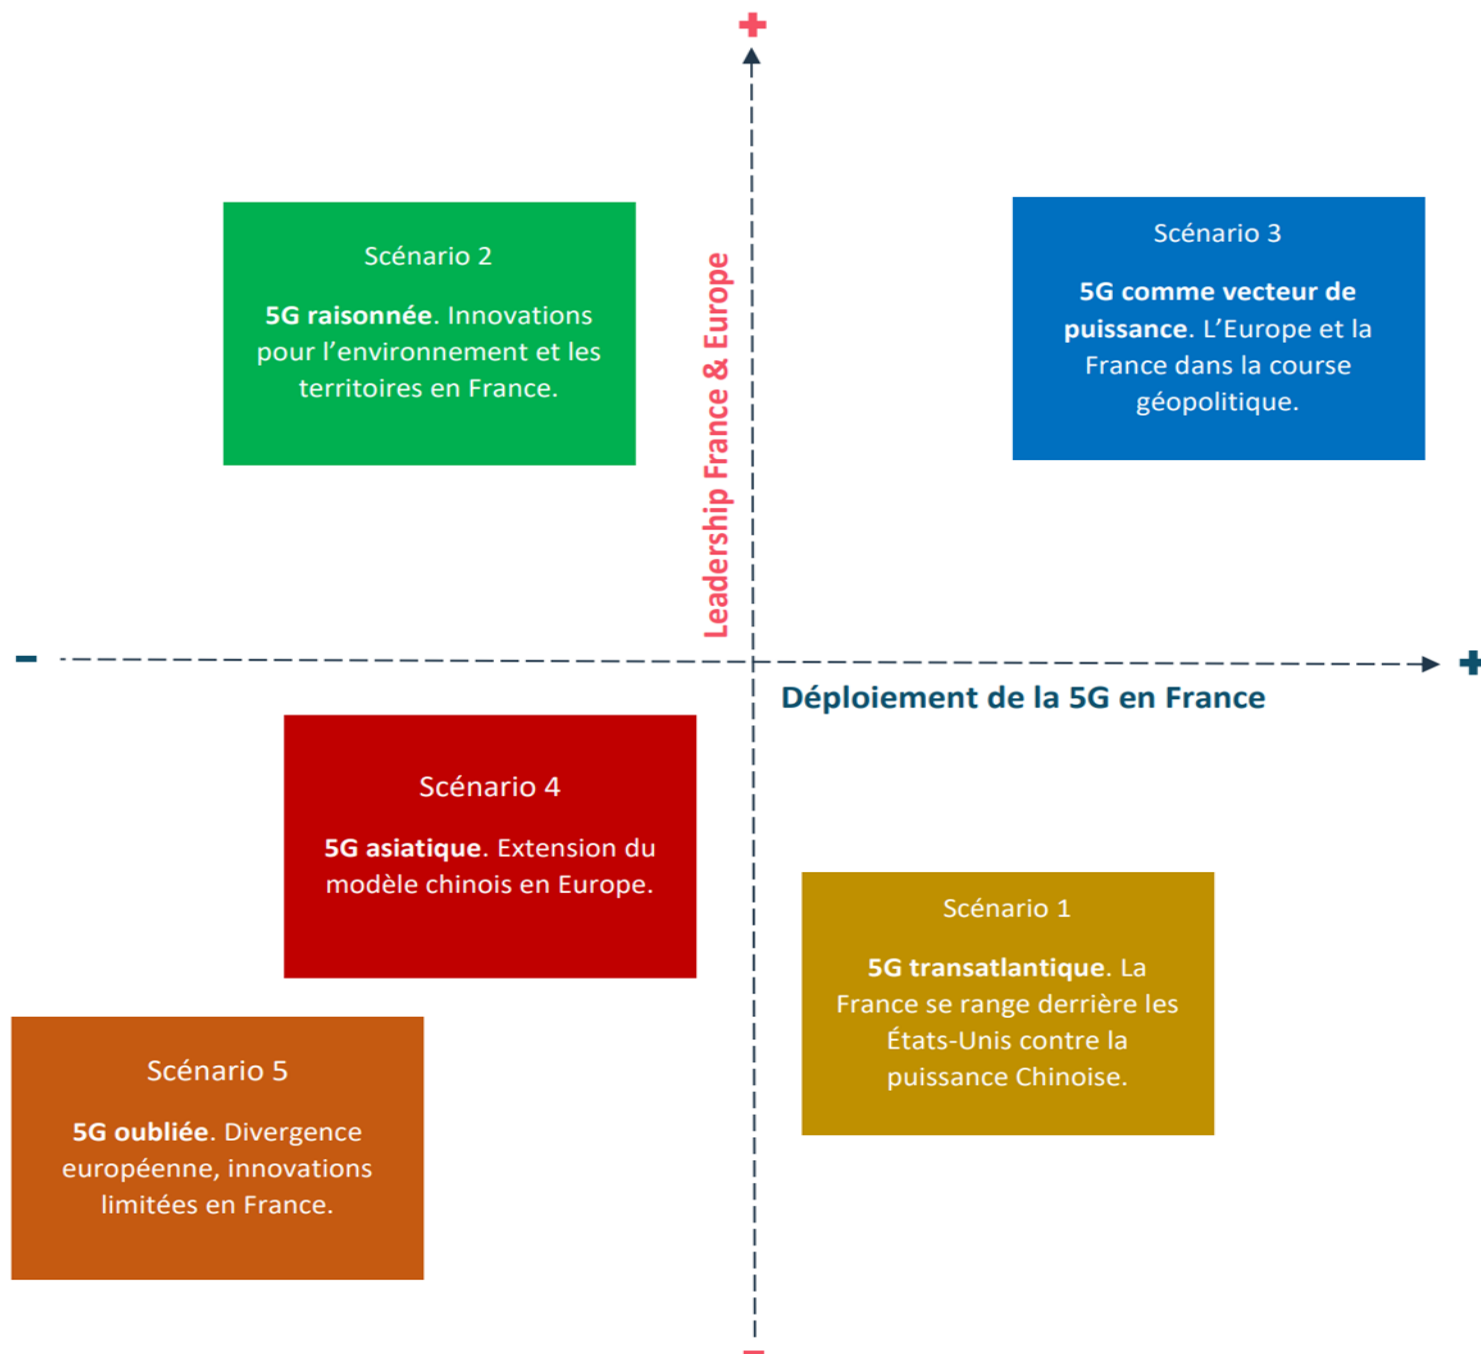 +
Scénario 2
5G raisonnée. Innovations
pour l’environnement et les
territoires en France.
Leadership France & Europe
Scénario 3
5G comme vecteur de
puissance. L’Europe et la
France dans la course
géopolitique.
-
+
Déploiement de la 5G en France
Scénario 4
5G asiatique. Extension du
modèle chinois en Europe.
Scénario 1
5G transatlantique. La
France se range derrière les
États-Unis contre la
puissance Chinoise.
Scénario 5
5G oubliée. Divergence
européenne, innovations
limitées en France.
-